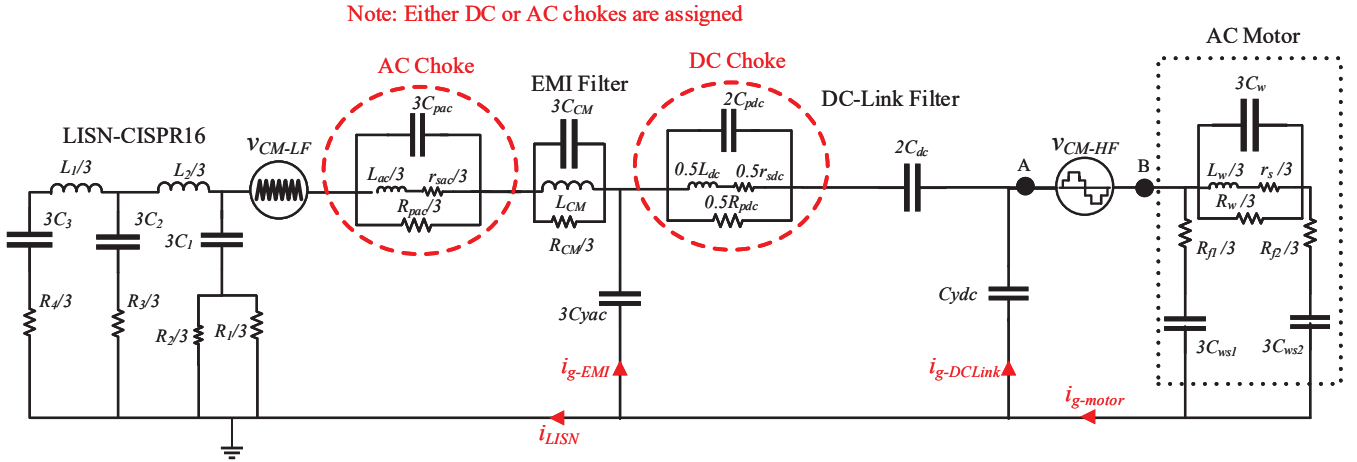 Note: Either DC or AC chokes are assigned
AC Motor
AC Choke
EMI Filter
DC Choke
DC-Link Filter
LISN-CISPR16
v_CM-LF
v_CM-HF
3C_pac
3C_CM
2C_pdc
3C_w
L_1/3
L_2/3
L_ac/3
r_sac/3
R_pac/3
L_CM
R_CM/3
0.5L_dc
0.5r_sdc
0.5R_pdc
2C_dc
A
B
L_w/3
r_s/3
R_w/3
3C_3
3C_2
3C_1
R_f1/3
R_f2/3
R_4/3
R_3/3
R_2/3
R_1/3
3Cyac
Cydc
3C_ws1
3C_ws2
i_g-EMI
i_g-DCLink
i_g-motor
i_LISN